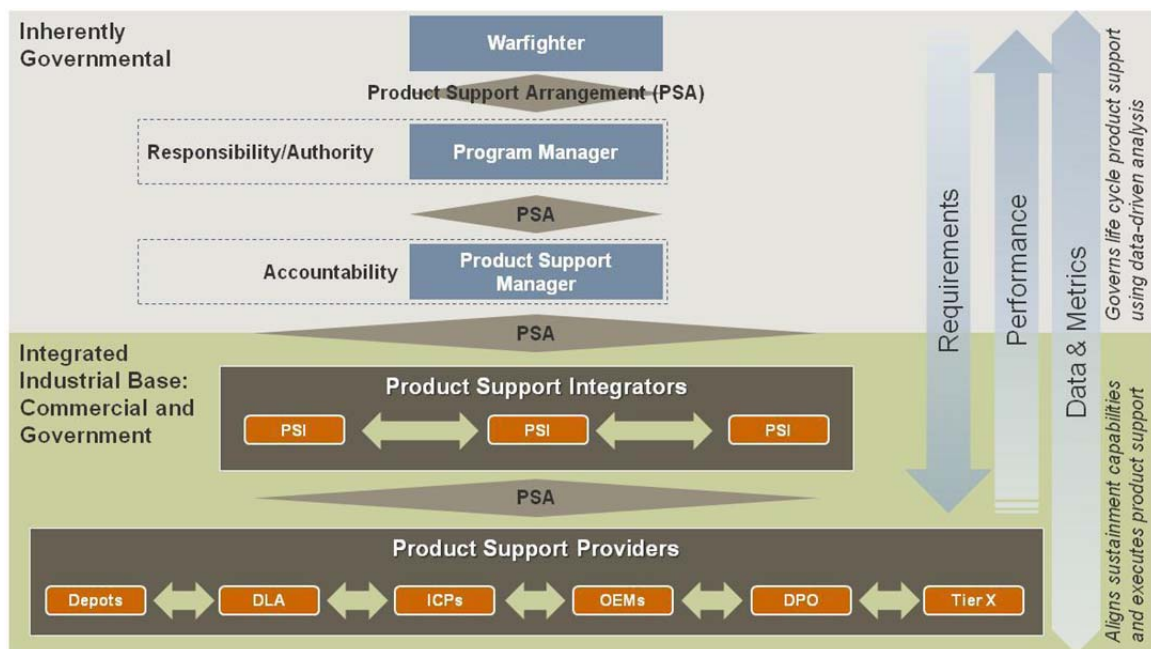 Inherently
Governmental
Warfighter
Product Support Arrangement (PSA)
Responsibility/Authority
Program Manager
PSA
Accountability
Product Support
Manager
PSA
Integrated
Industrial Base:
Commercial and
Government
Product Support Integrators
PSI
PSI
PSI
PSA
Product Support Providers
Depots
DLA
ICPs
OEMs
DPO
Tier X
Requirements
Performance
Data & Metrics
Governs life cycle product support
using data-driven analysis
Aligns sustainment capabilities
and executes product support